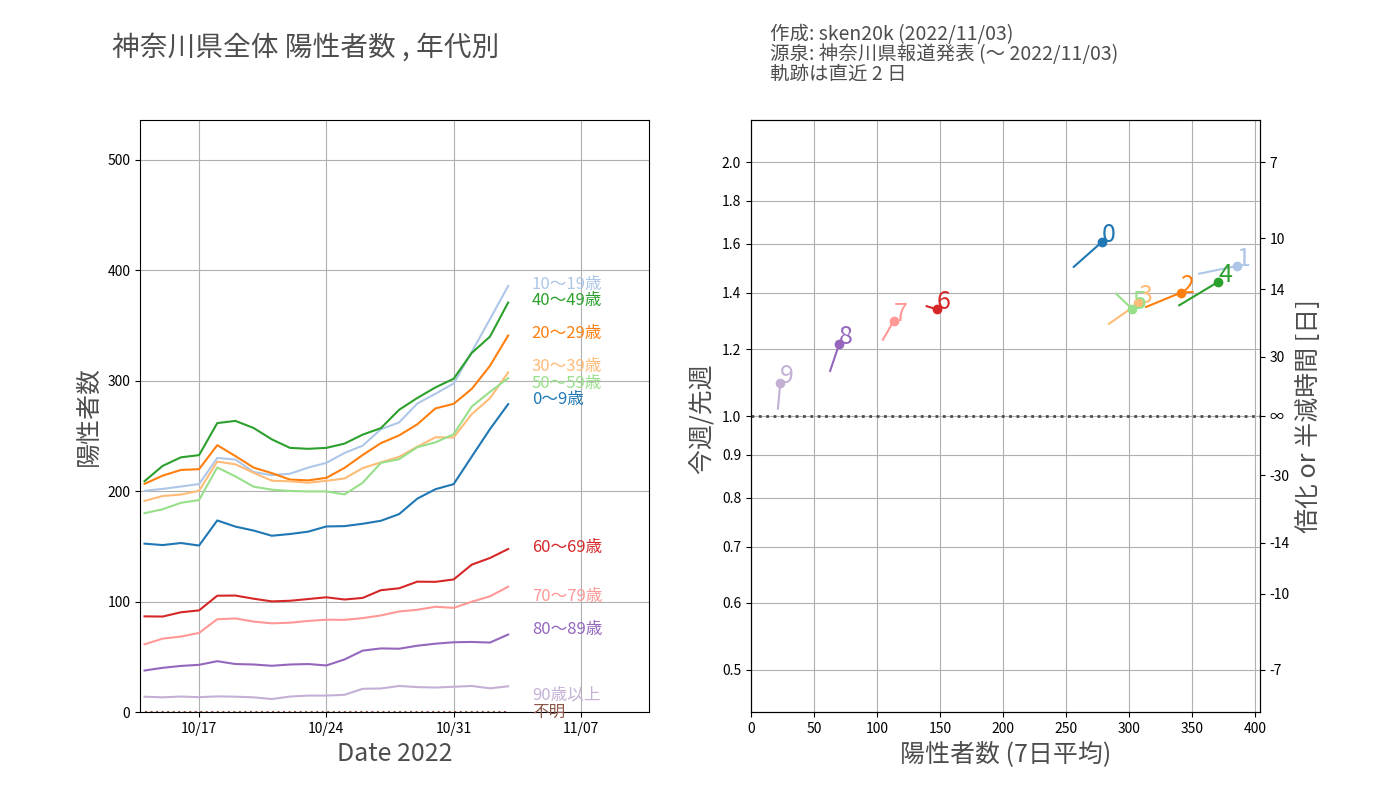 神奈川県全体 陽性者数 , 年代別
作成: sken20k (2022/11/03)
源泉: 神奈川県報道発表 (〜 2022/11/03)
軌跡は直近 2 日
陽性者数
500
400
300
200
100
0
10〜19歳
40〜49歳
20〜29歳
30〜39歳
50〜59歳
0〜9歳
60〜69歳
70〜79歳
80〜89歳
90歳以上
不明
10/17
10/24
10/31
11/07
Date 2022
今週/先週
2.0
1.8
1.6
1.4
1.2
1.0
0.9
0.8
0.7
0.6
0.5
0
1
4
2
3
5
6
7
8
9
7
10
14
30
∞
-30
-14
-10
-7
倍化 or 半減時間 [日]
0
50
100
150
200
250
300
350
400
陽性者数 (7日平均)